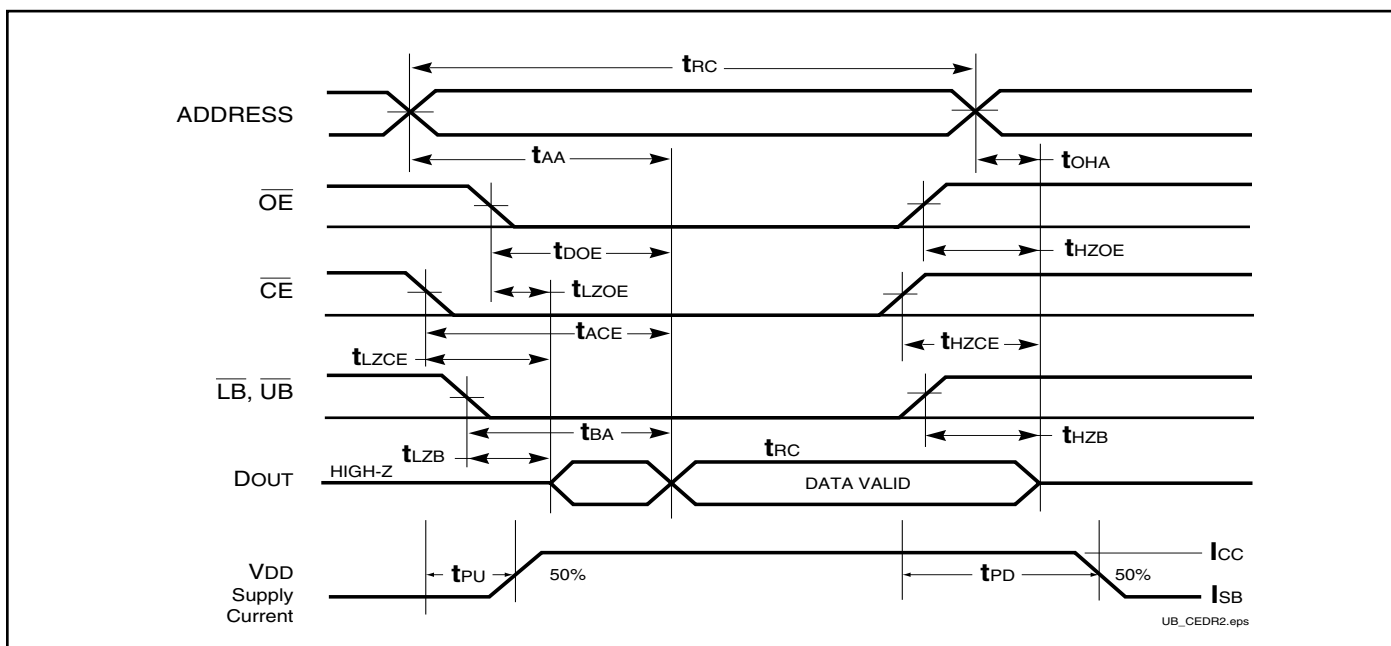 tRC
ADDRESS
tAA
tOHA
OE
tDOE
tHZOE
CE
tLZOE
tACE
tHZCE
tLZCE
LB, UB
tBA
tHZB
tLZB
tRC
DOUT
HIGH-Z
DATA VALID
ICC
VDD
Supply
Current
tPU
50%
tPD
50%
ISB
UB_CEDR2.eps